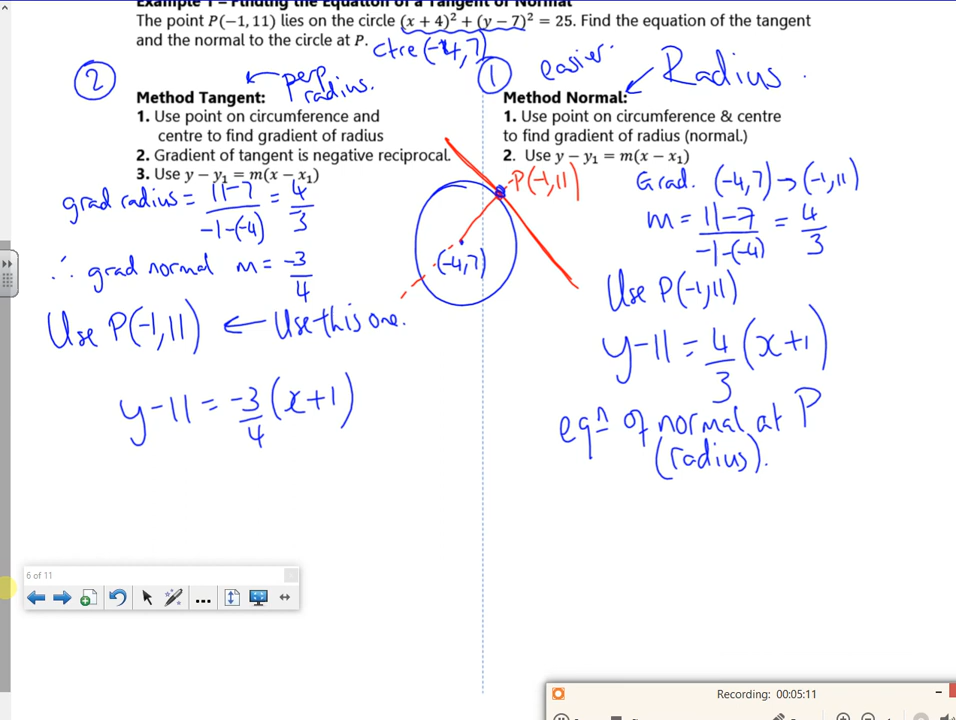 Example 1 – Finding the Equation of a Tangent or Normal
The point P(−1, 11) lies on the circle (x + 4)² + (y − 7)² = 25. Find the equation of the tangent
and the normal to the circle at P.
Ctre (-4,7)
②
← perp
radius.
Method Tangent:
1. Use point on circumference and
centre to find gradient of radius
2. Gradient of tangent is negative reciprocal.
3. Use y − y₁ = m(x − x₁)
grad radius = 11-7/-1-(-4) = 4/3
∴ grad normal m = -3/4
Use P(-1,11) ← Use this one.
y-11 = -3/4 (x+1)
P(-1,11)
(-4,7)
① easier
Radius.
Method Normal:
1. Use point on circumference & centre
to find gradient of radius (normal.)
2. Use y − y₁ = m(x − x₁)
Grad. (-4,7) → (-1,11)
m = 11-7/-1-(-4) = 4/3
Use P(-1,11)
y-11 = 4/3 (x+1)
eqn of normal at P
(radius).
6 of 11
...
Recording: 00:05:11